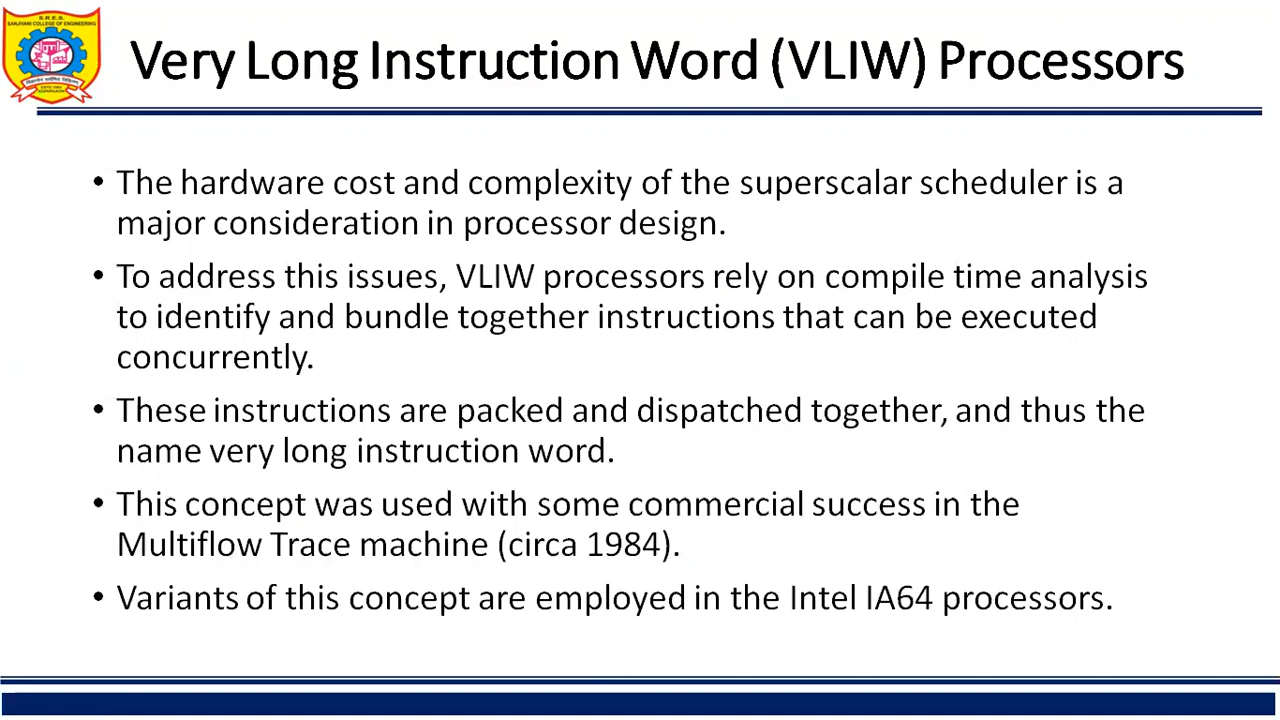 S.R.E.S.
SANJIVANI COLLEGE OF ENGINEERING
Very Long Instruction Word (VLIW) Processors
• The hardware cost and complexity of the superscalar scheduler is a
major consideration in processor design.
• To address this issues, VLIW processors rely on compile time analysis
to identify and bundle together instructions that can be executed
concurrently.
• These instructions are packed and dispatched together, and thus the
name very long instruction word.
• This concept was used with some commercial success in the
Multiflow Trace machine (circa 1984).
• Variants of this concept are employed in the Intel IA64 processors.